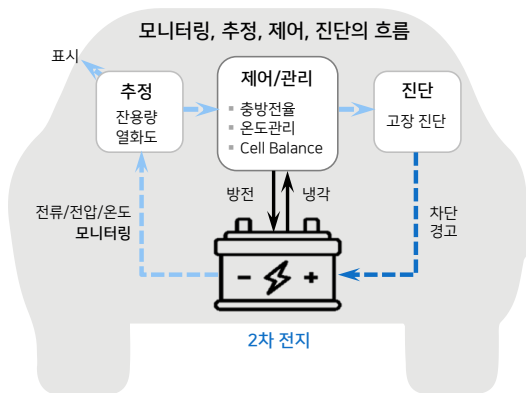 모니터링, 추정, 제어, 진단의 흐름
표시
추정
잔용량
열화도
제어/관리
▪ 충방전율
▪ 온도관리
▪ Cell Balance
진단
고장 진단
방전
냉각
전류/전압/온도
모니터링
차단
경고
2차 전지